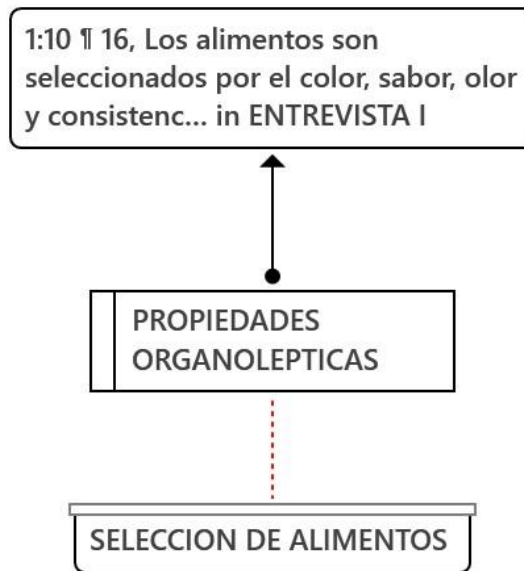 1:10 ¶ 16, Los alimentos son
seleccionados por el color, sabor, olor
y consistenc... in ENTREVISTA I
PROPIEDADES
ORGANOLEPTICAS
SELECCION DE ALIMENTOS